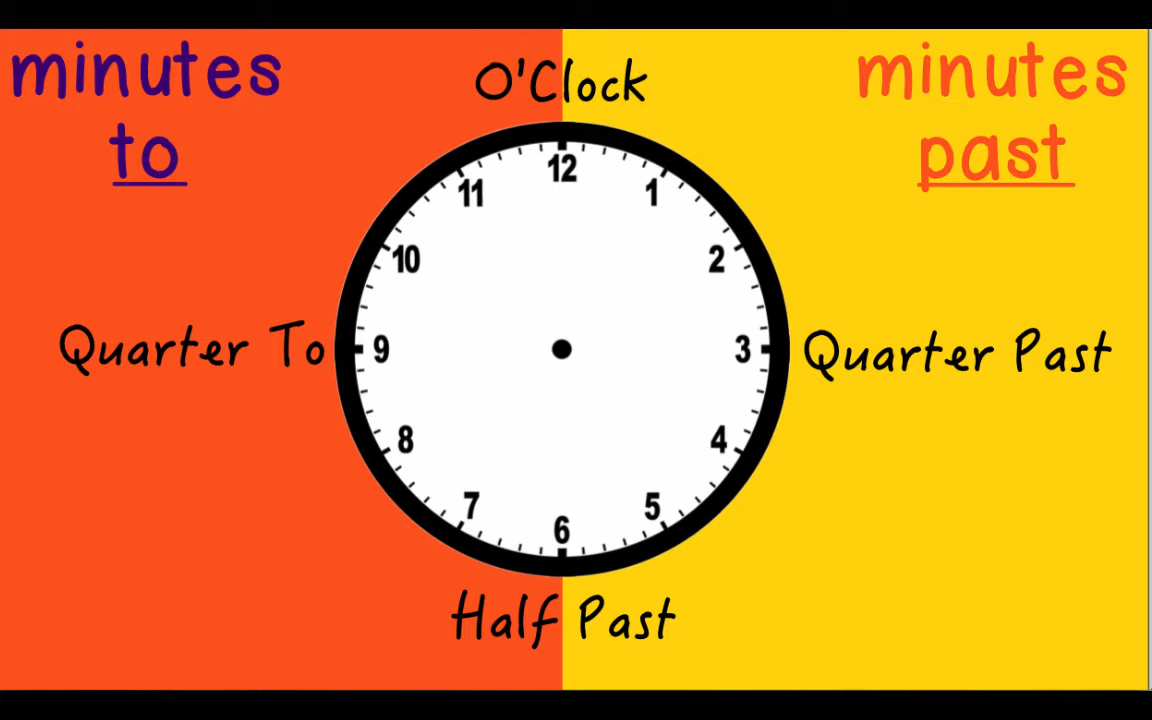 minutes
to
O'Clock
minutes
past
12
11
1
10
2
Quarter To
9
3
Quarter Past
8
4
7
5
6
Half Past